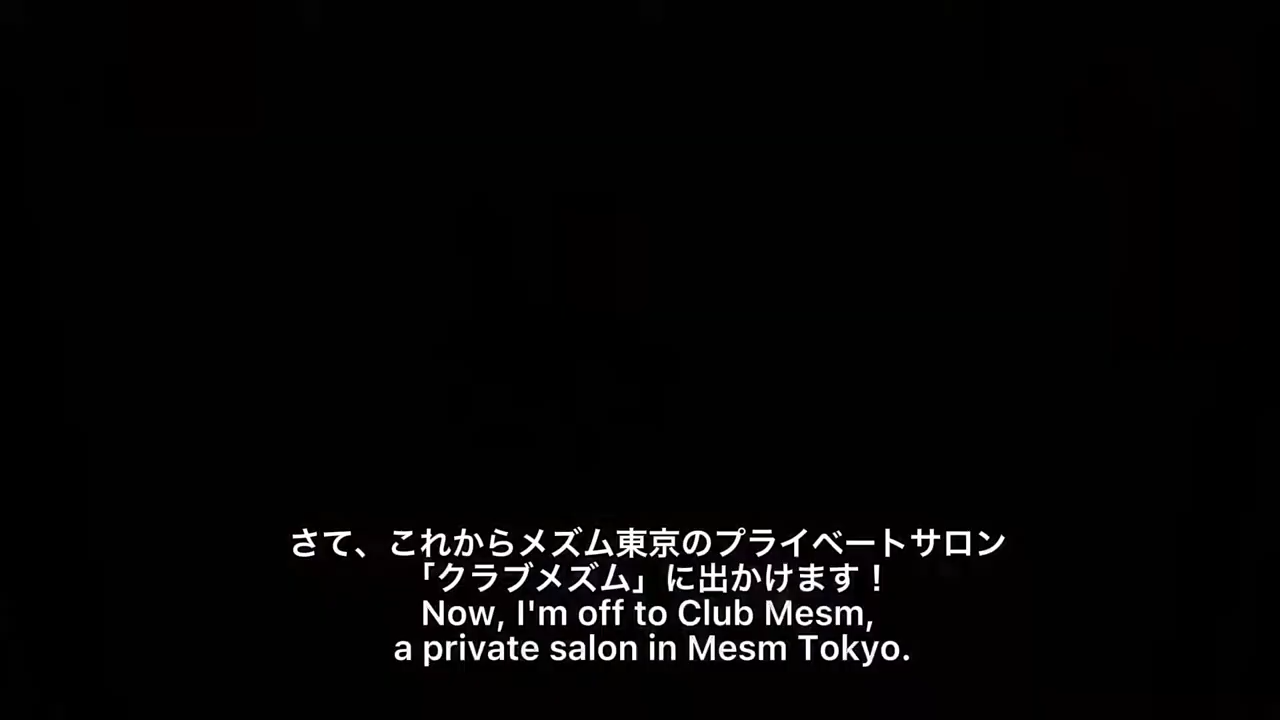 さて、これからメズム東京のプライベートサロン
「クラブメズム」に出かけます！
Now, I'm off to Club Mesm,
a private salon in Mesm Tokyo.